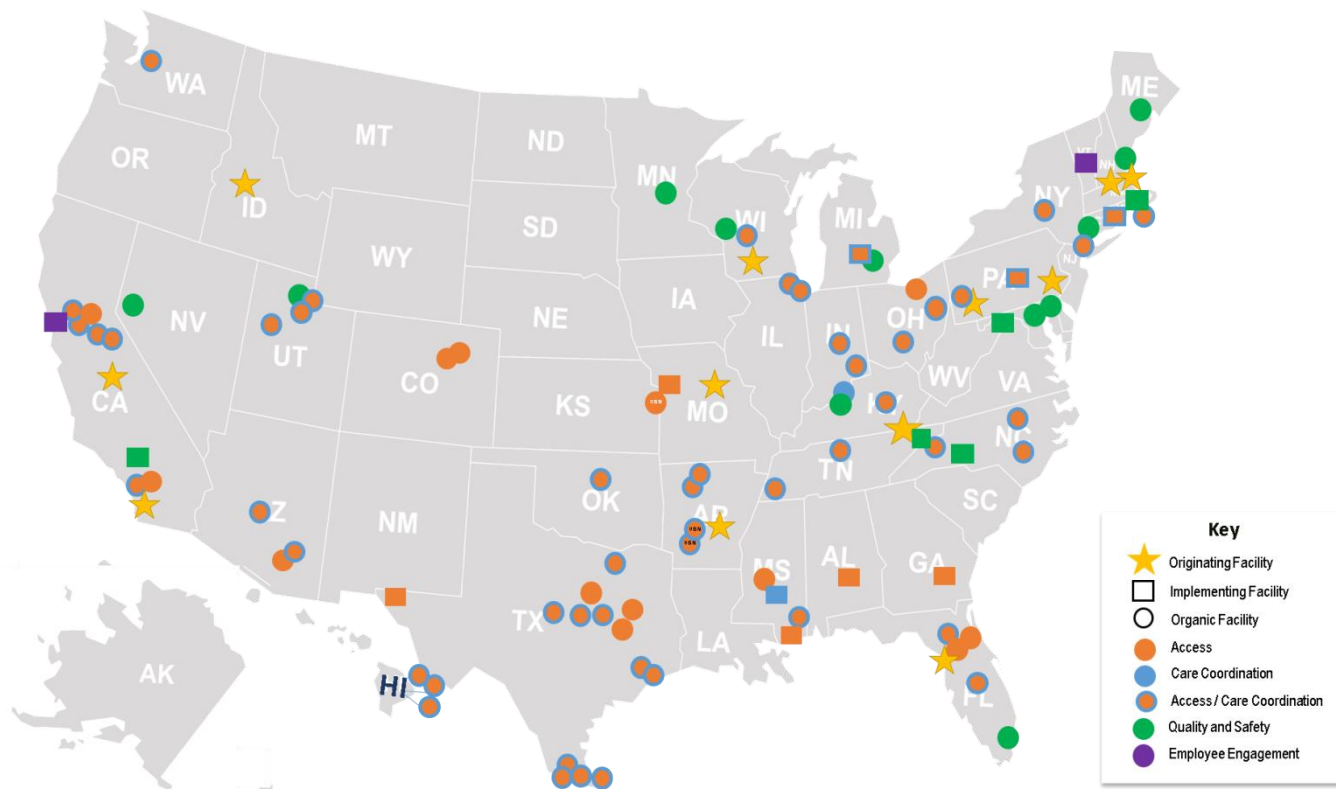 ME
WA
MT
ND
VT
OR
MN
NH
ID
WI
NY
SD
MI
WY
PA
NJ
IA
NV
NE
OH
IL
IN
UT
CO
WV
VA
CA
KS
MO
KY
NC
TN
OK
AR
SC
Z
NM
MS
AL
GA
TX
LA
AK
HI
FL
Key
Originating Facility
Implementing Facility
Organic Facility
Access
Care Coordination
Access / Care Coordination
Quality and Safety
Employee Engagement